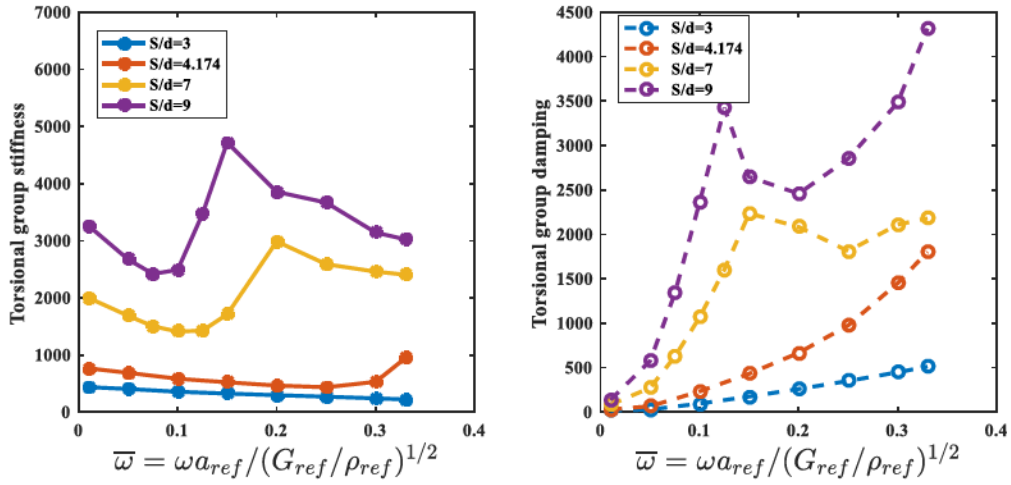 7000
6000
5000
4000
3000
2000
1000
0
0
0.1
0.2
0.3
0.4
Torsional group stiffness
S/d=3
S/d=4.174
S/d=7
S/d=9
ω̅ = ωa_ref/(G_ref/ρ_ref)^1/2
4500
4000
3500
3000
2500
2000
1500
1000
500
0
0
0.1
0.2
0.3
0.4
Torsional group damping
S/d=3
S/d=4.174
S/d=7
S/d=9
ω̅ = ωa_ref/(G_ref/ρ_ref)^1/2